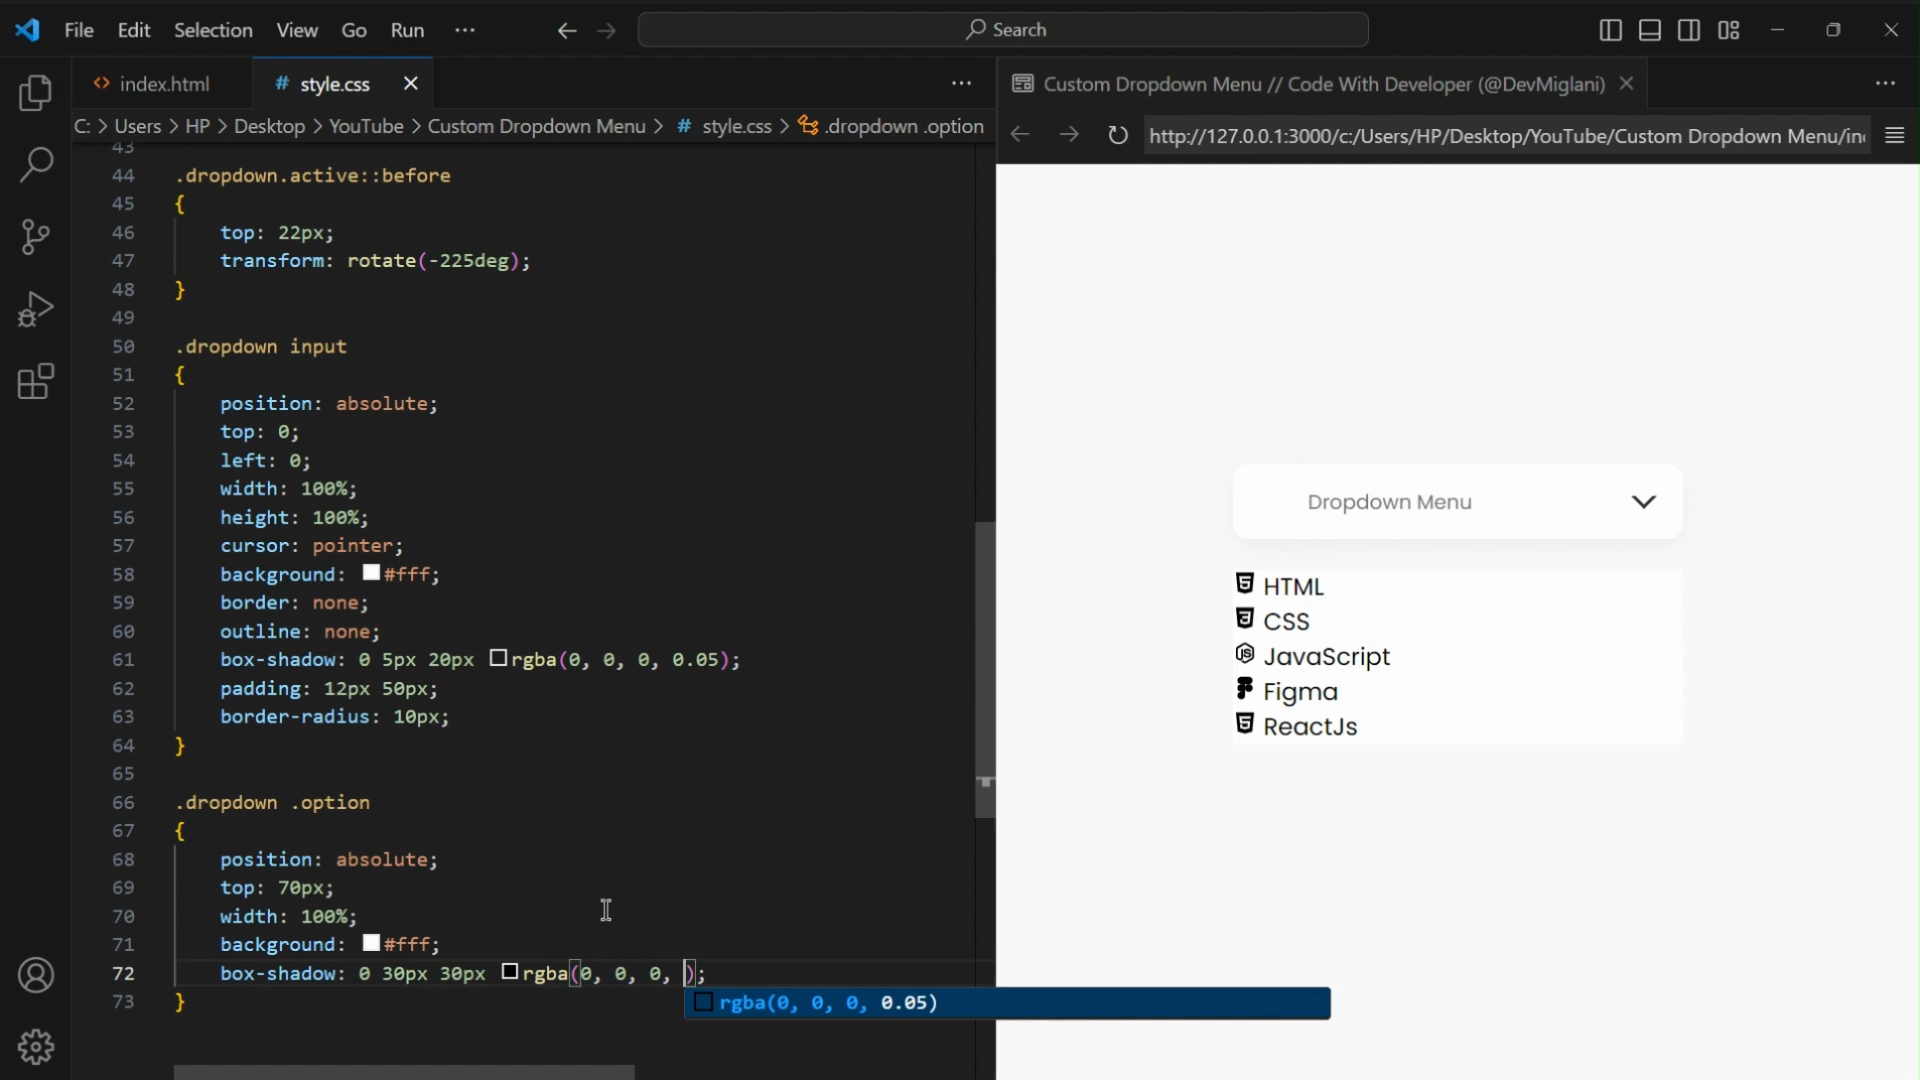 File Edit Selection View Go Run ··· Search
index.html # style.css
Custom Dropdown Menu // Code With Developer (@DevMiglani)
C: > Users > HP > Desktop > YouTube > Custom Dropdown Menu > # style.css > .dropdown .option
http://127.0.0.1:3000/c:/Users/HP/Desktop/YouTube/Custom Dropdown Menu/in
43
44 .dropdown.active::before
45 {
46 top: 22px;
47 transform: rotate(-225deg);
48 }
49
50 .dropdown input
51 {
52 position: absolute;
53 top: 0;
54 left: 0;
55 width: 100%;
56 height: 100%;
57 cursor: pointer;
58 background: #fff;
59 border: none;
60 outline: none;
61 box-shadow: 0 5px 20px rgba(0, 0, 0, 0.05);
62 padding: 12px 50px;
63 border-radius: 10px;
64 }
65
66 .dropdown .option
67 {
68 position: absolute;
69 top: 70px;
70 width: 100%;
71 background: #fff;
72 box-shadow: 0 30px 30px rgba(0, 0, 0, );
rgba(0, 0, 0, 0.05)
73 }
Dropdown Menu
HTML
CSS
JavaScript
Figma
ReactJs